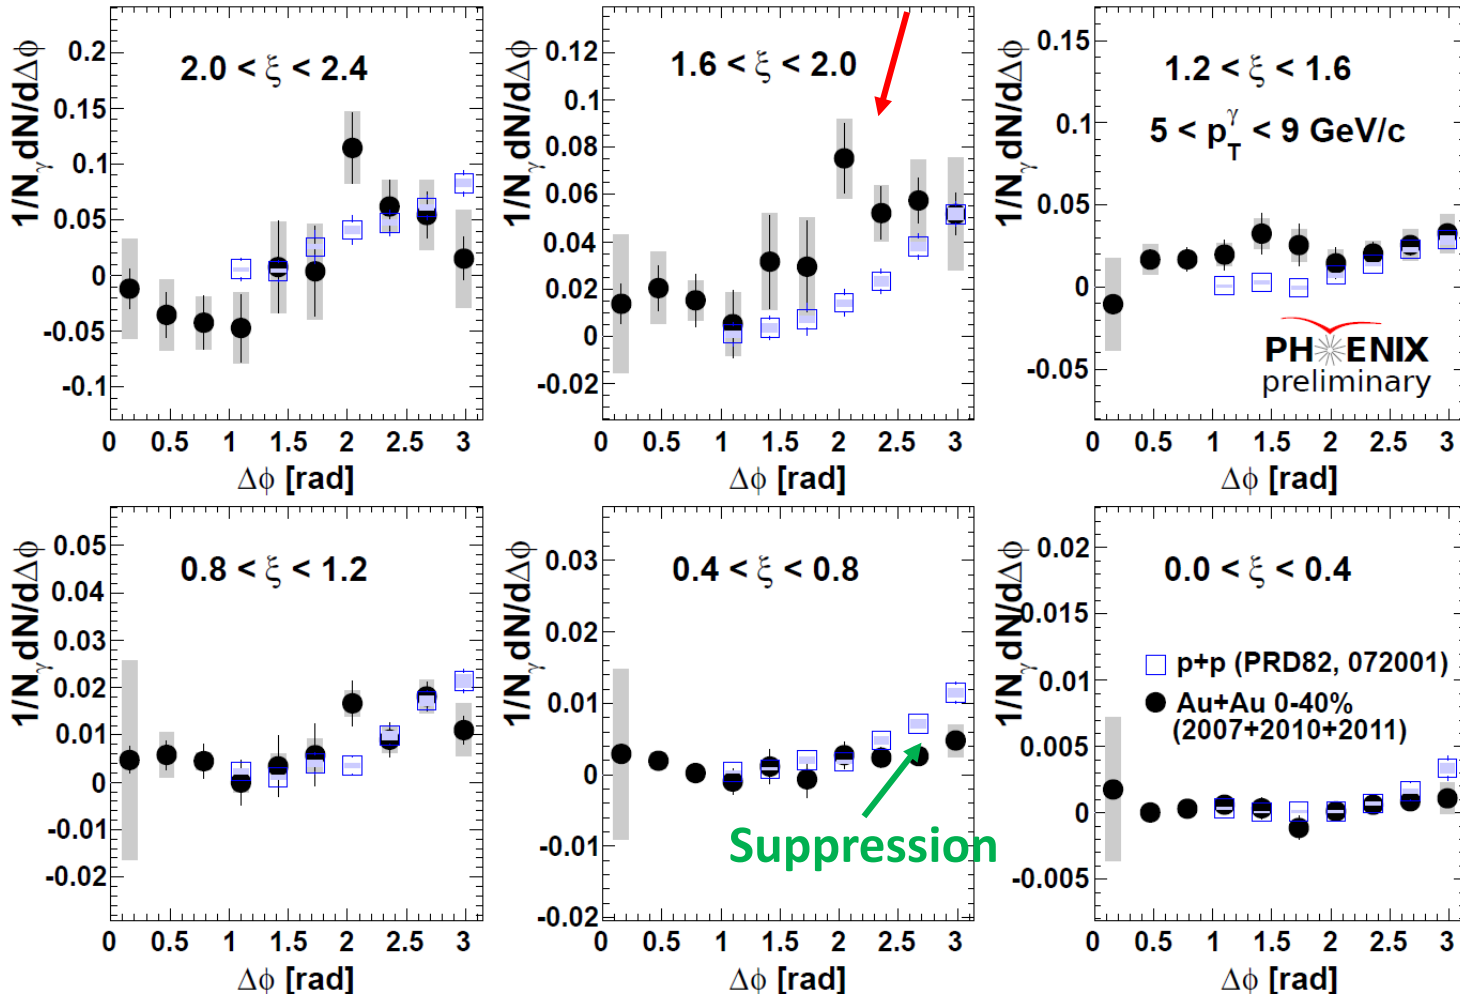 1/N_γ dN/dΔϕ
0.2
0.15
0.1
0.05
0
-0.05
-0.1
2.0 < ξ < 2.4
0 0.5 1 1.5 2 2.5 3
Δϕ [rad]
1/N_γ dN/dΔϕ
0.12
0.1
0.08
0.06
0.04
0.02
0
-0.02
1.6 < ξ < 2.0
0 0.5 1 1.5 2 2.5 3
Δϕ [rad]
1/N_γ dN/dΔϕ
0.15
0.1
0.05
0
-0.05
1.2 < ξ < 1.6
5 < p_T^γ < 9 GeV/c
PHENIX
preliminary
0 0.5 1 1.5 2 2.5 3
Δϕ [rad]
1/N_γ dN/dΔϕ
0.05
0.04
0.03
0.02
0.01
0
-0.01
-0.02
0.8 < ξ < 1.2
0 0.5 1 1.5 2 2.5 3
Δϕ [rad]
1/N_γ dN/dΔϕ
0.03
0.02
0.01
0
-0.01
-0.02
0.4 < ξ < 0.8
Suppression
0 0.5 1 1.5 2 2.5 3
Δϕ [rad]
1/N_γ dN/dΔϕ
0.02
0.015
0.01
0.005
0
-0.005
0.0 < ξ < 0.4
p+p (PRD82, 072001)
Au+Au 0-40%
(2007+2010+2011)
0 0.5 1 1.5 2 2.5 3
Δϕ [rad]